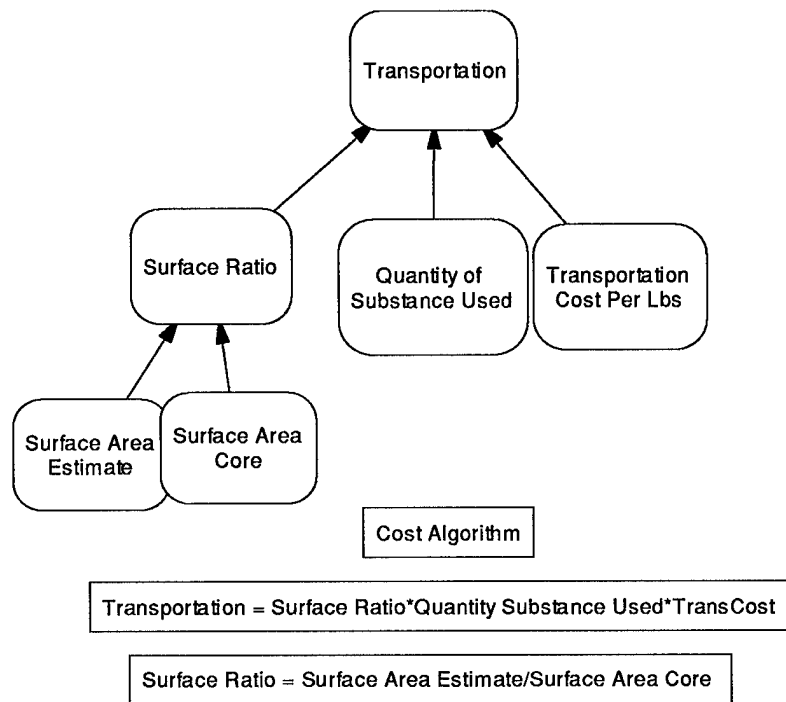 Transportation
Surface Ratio
Quantity of
Substance Used
Transportation
Cost Per Lbs
Surface Area
Estimate
Surface Area
Core
Cost Algorithm
Transportation = Surface Ratio*Quantity Substance Used*TransCost
Surface Ratio = Surface Area Estimate/Surface Area Core